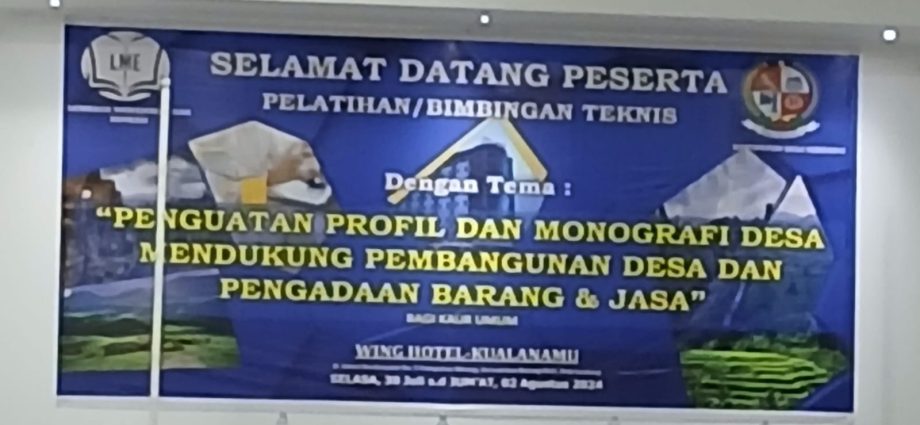 LME
SELAMAT DATANG PESERTA
PELATIHAN/BIMBINGAN TEKNIS
Dengan Tema :
"PENGUATAN PROFIL DAN MONOGRAFI DESA
MENDUKUNG PEMBANGUNAN DESA DAN
PENGADAAN BARANG & JASA"
BAGI KAUR UMUM
WING HOTEL-KUALANAMU
SELASA, 30 Juli s.d JUM'AT, 02 Agustus 2024